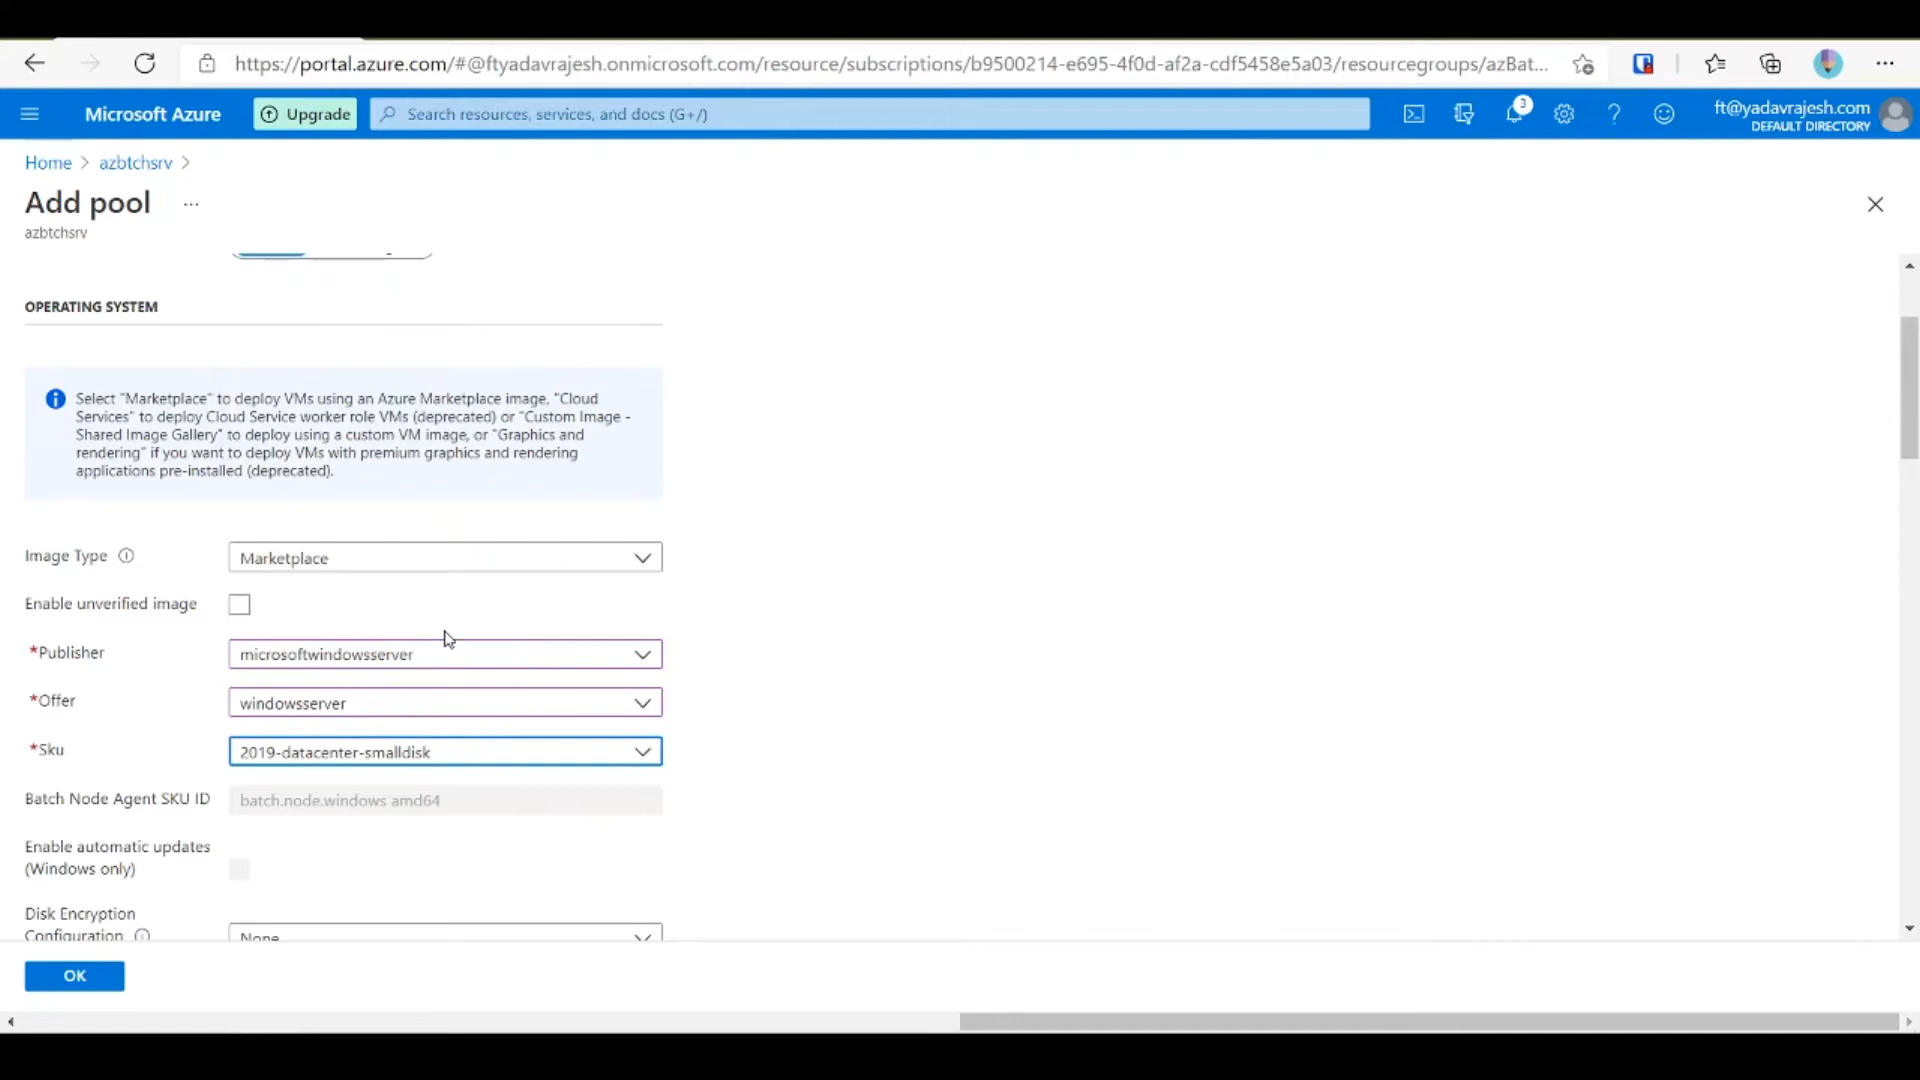 https://portal.azure.com/#@ftyadavrajesh.onmicrosoft.com/resource/subscriptions/b9500214-e695-4f0d-af2a-cdf5458e5a03/resourcegroups/azBat...
Microsoft Azure
Upgrade
Search resources, services, and docs (G+/)
3
ft@yadavrajesh.com
DEFAULT DIRECTORY
Home > azbtchsrv >
Add pool ...
azbtchsrv
OPERATING SYSTEM
Select "Marketplace" to deploy VMs using an Azure Marketplace image, "Cloud
Services" to deploy Cloud Service worker role VMs (deprecated) or "Custom Image -
Shared Image Gallery" to deploy using a custom VM image, or "Graphics and
rendering" if you want to deploy VMs with premium graphics and rendering
applications pre-installed (deprecated).
Image Type
Marketplace
Enable unverified image
*Publisher
microsoftwindowsserver
*Offer
windowsserver
*Sku
2019-datacenter-smalldisk
Batch Node Agent SKU ID
batch.node.windows amd64
Enable automatic updates
(Windows only)
Disk Encryption
Configuration
None
OK